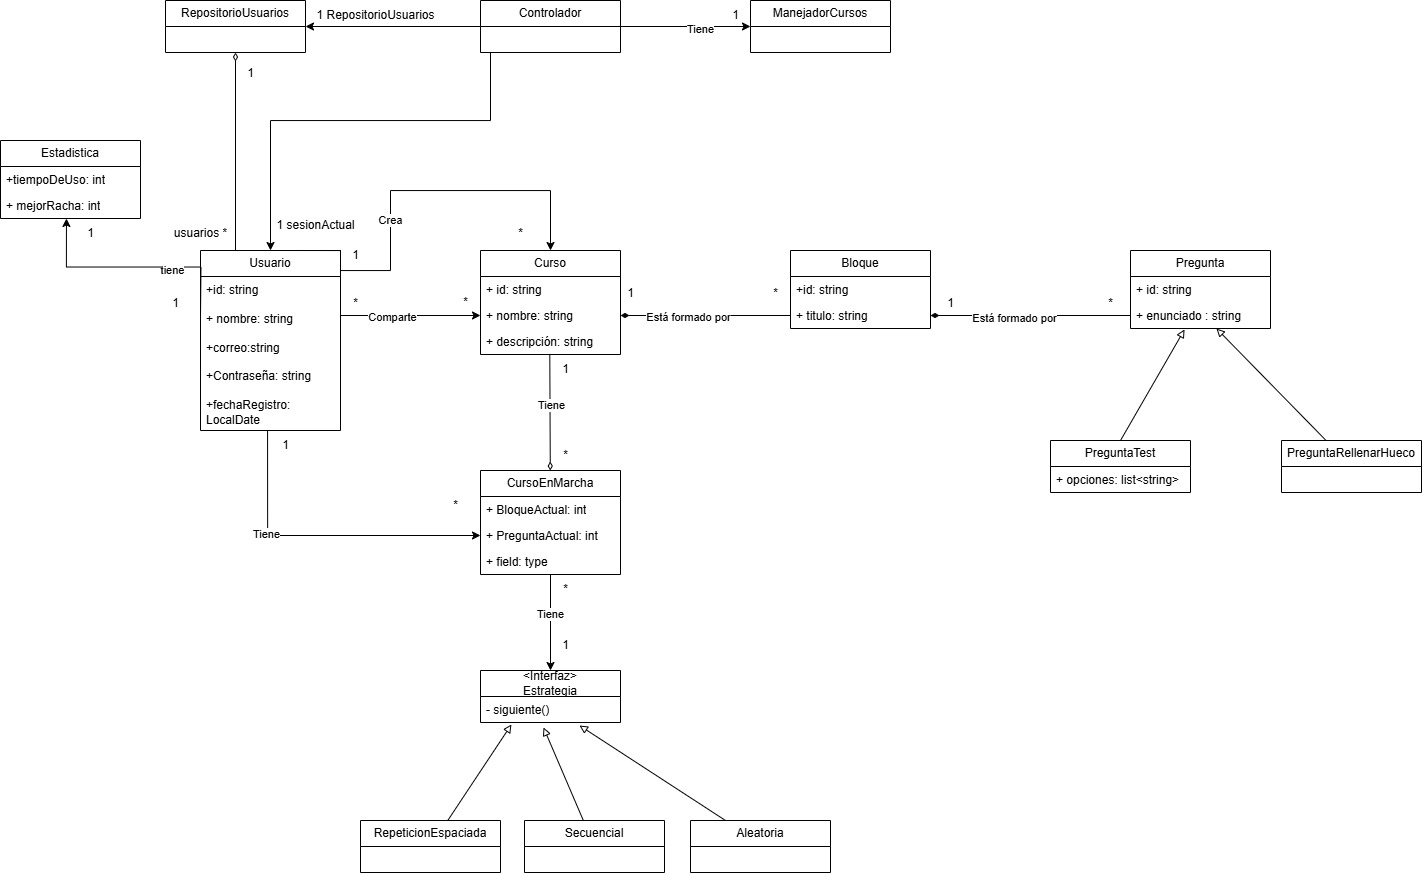 RepositorioUsuarios
1 RepositorioUsuarios
Controlador
Tiene
1
ManejadorCursos
1
Estadistica
+tiempoDeUso: int
+ mejorRacha: int
1
tiene
1
usuarios *
1 sesionActual
Usuario
+id: string
+ nombre: string
+correo:string
+Contraseña: string
+fechaRegistro:
LocalDate
1
Crea
*
*
Comparte
*
Curso
+ id: string
+ nombre: string
+ descripción: string
1
Está formado por
*
Bloque
+id: string
+ titulo: string
1
Está formado por
*
Pregunta
+ id: string
+ enunciado : string
PreguntaTest
+ opciones: list<string>
PreguntaRellenarHueco
1
Tiene
*
1
Tiene
*
CursoEnMarcha
+ BloqueActual: int
+ PreguntaActual: int
+ field: type
*
Tiene
1
<Interfaz>
Estrategia
- siguiente()
RepeticionEspaciada
Secuencial
Aleatoria